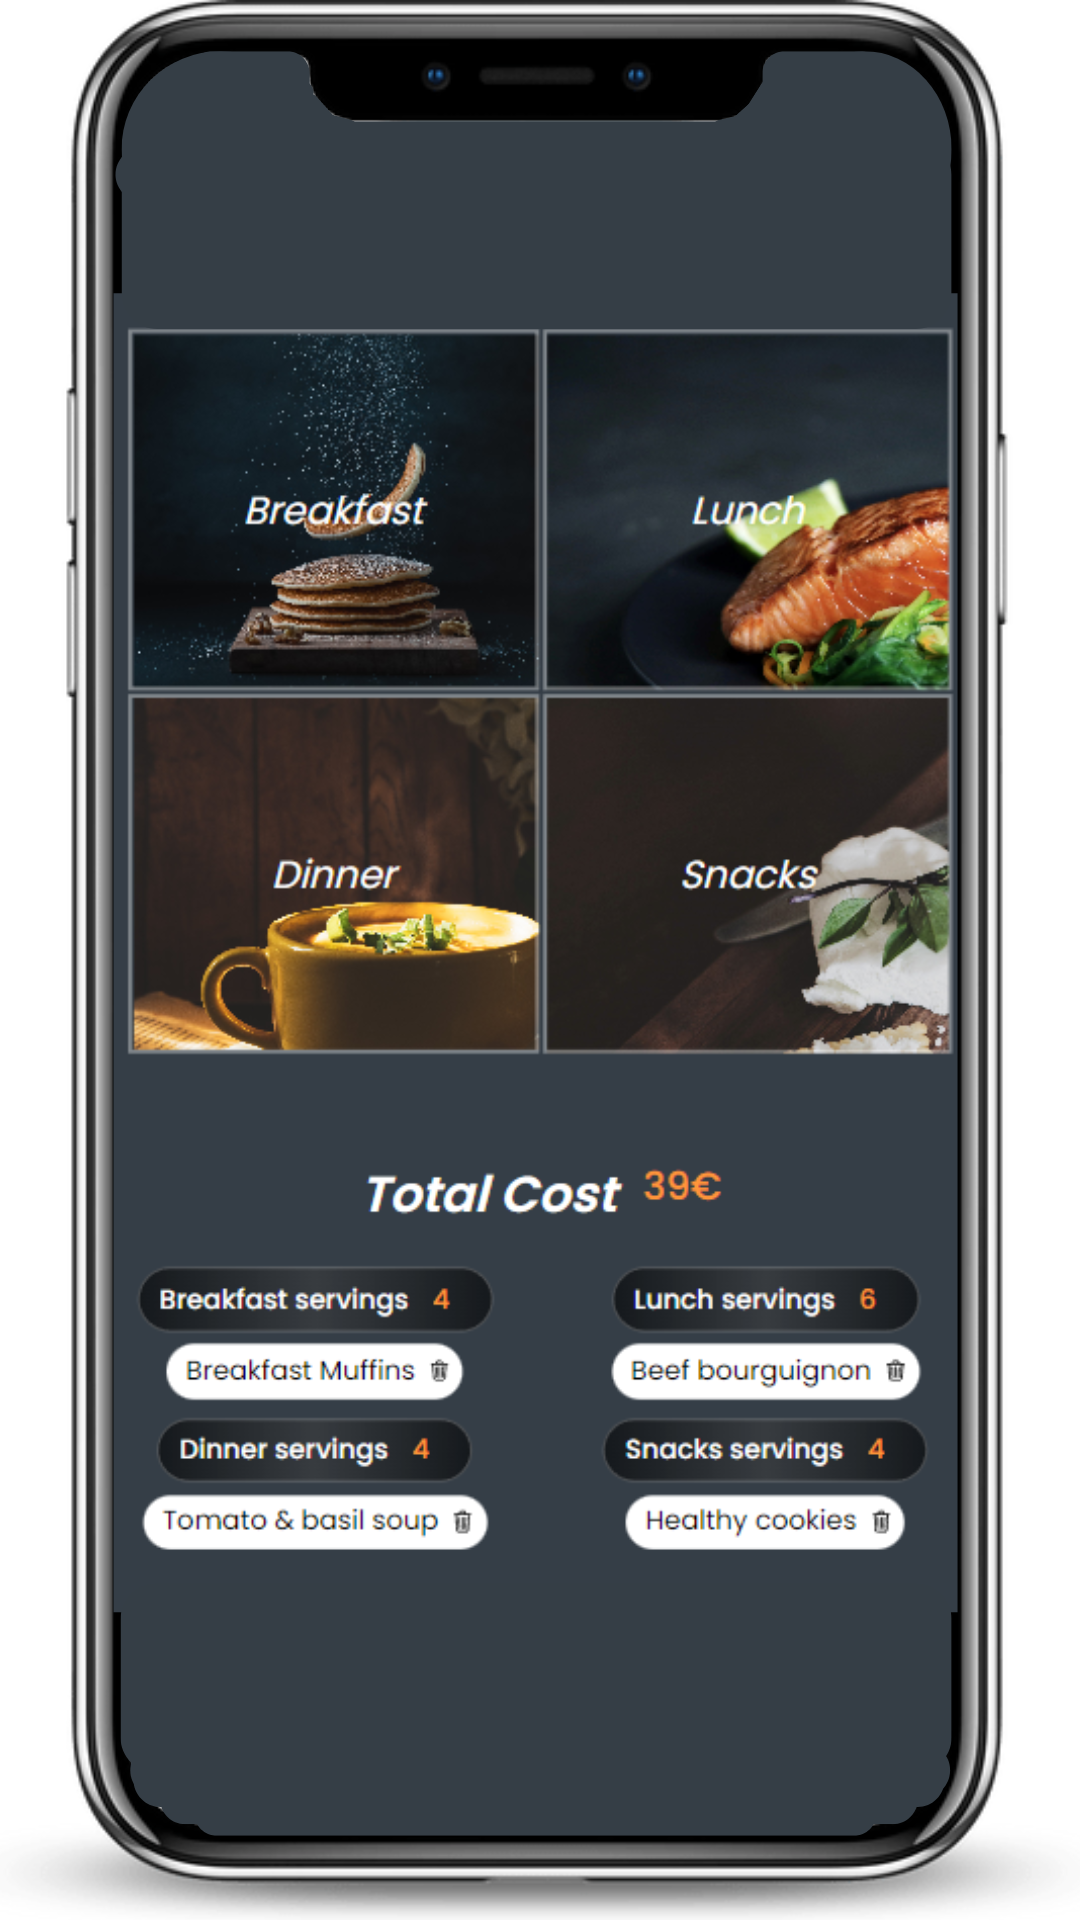 Breakfast
Lunch
Dinner
Snacks
Total Cost 39€
Breakfast servings 4
Lunch servings 6
Breakfast Muffins
Beef bourguignon
Dinner servings 4
Snacks servings 4
Tomato & basil soup
Healthy cookies